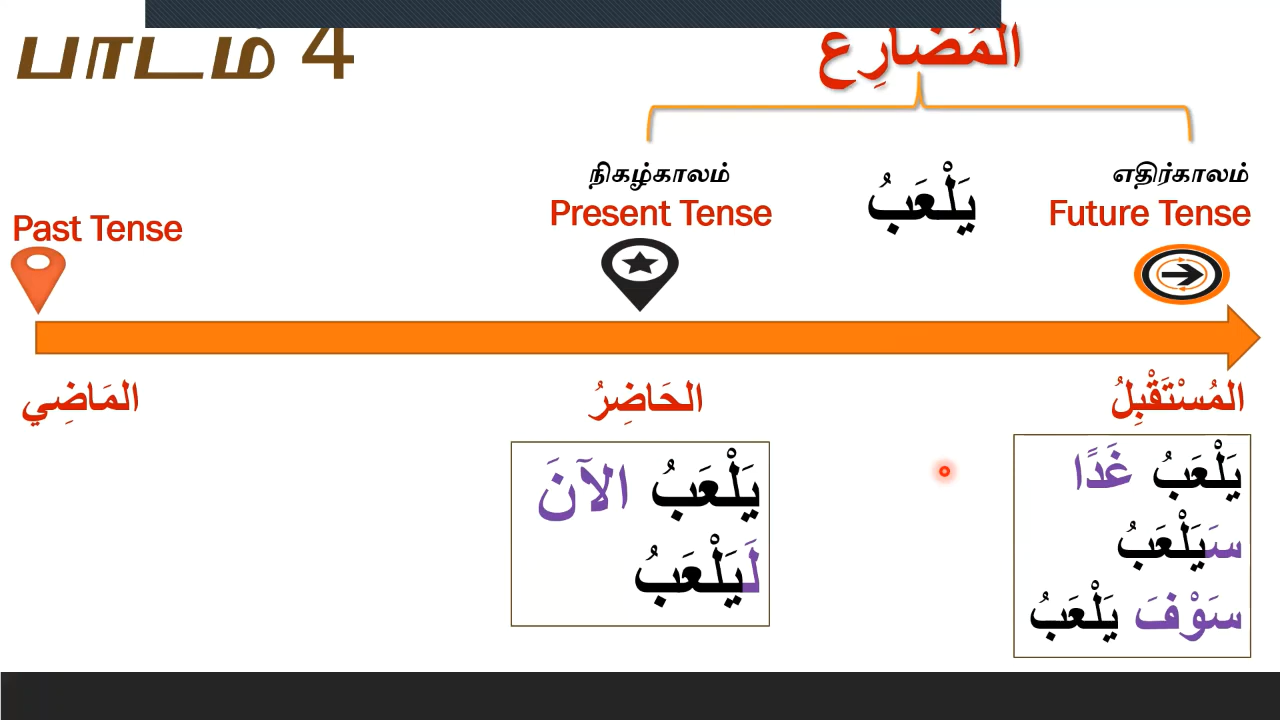 பாடம் 4
المُضَارِع
நிகழ்காலம்
Present Tense
يَلْعَبُ
எதிர்காலம்
Future Tense
Past Tense
المَاضِي
الحَاضِرُ
المُسْتَقْبِلُ
يَلْعَبُ الآنَ
لَيَلْعَبُ
يَلْعَبُ غَدًا
سَيَلْعَبُ
سَوْفَ يَلْعَبُ